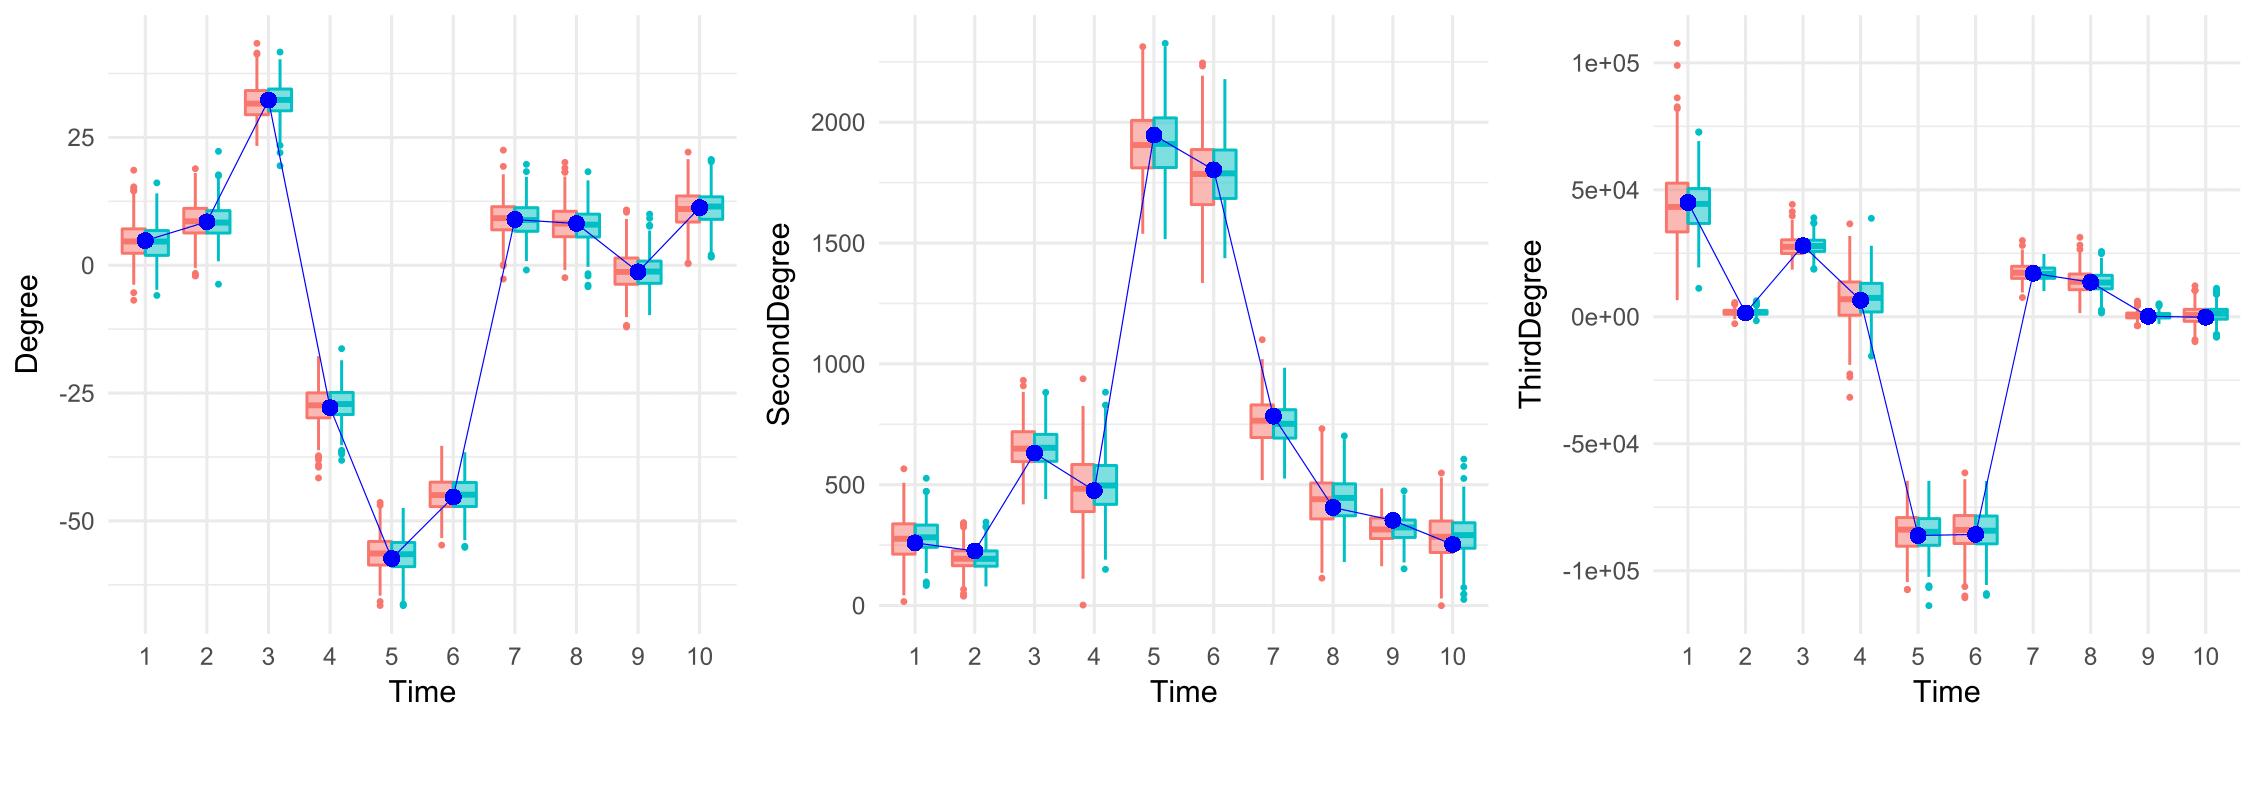 Degree
25
0
-25
-50
1 2 3 4 5 6 7 8 9 10
Time
SecondDegree
2000
1500
1000
500
0
1 2 3 4 5 6 7 8 9 10
Time
ThirdDegree
1e+05
5e+04
0e+00
-5e+04
-1e+05
1 2 3 4 5 6 7 8 9 10
Time